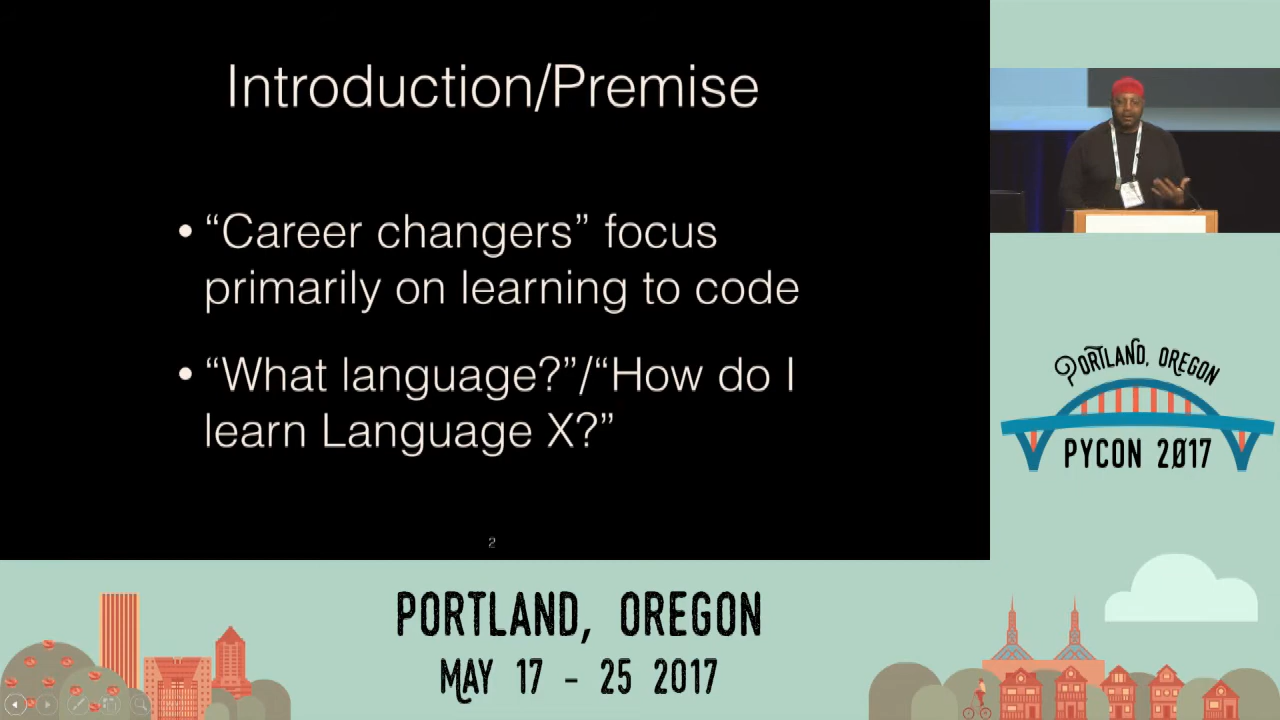 Introduction/Premise
• “Career changers” focus
primarily on learning to code
• “What language?”/“How do I
learn Language X?”
2
PORTLAND, OREGON
PYCON 2017
PORTLAND, OREGON
MAY 17 - 25 2017